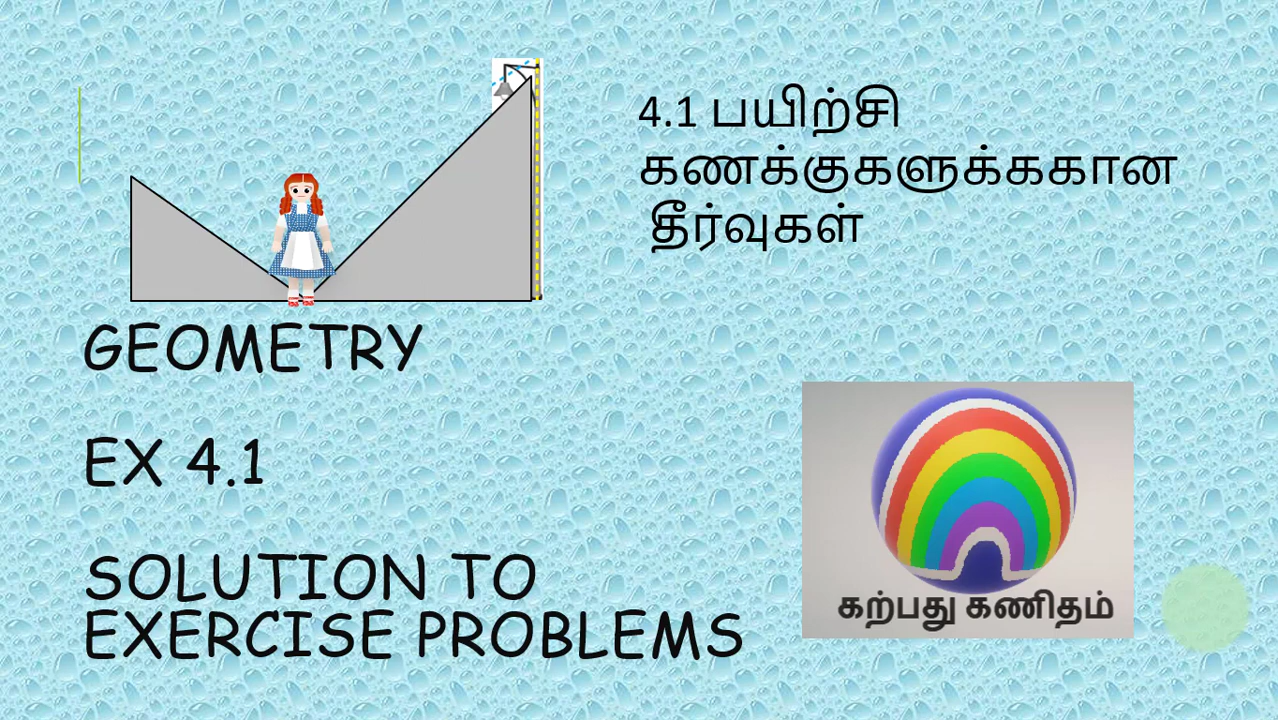 4.1 பயிற்சி
கணக்குகளுக்ககான
தீர்வுகள்
GEOMETRY
EX 4.1
SOLUTION TO
EXERCISE PROBLEMS
கற்பது கணிதம்